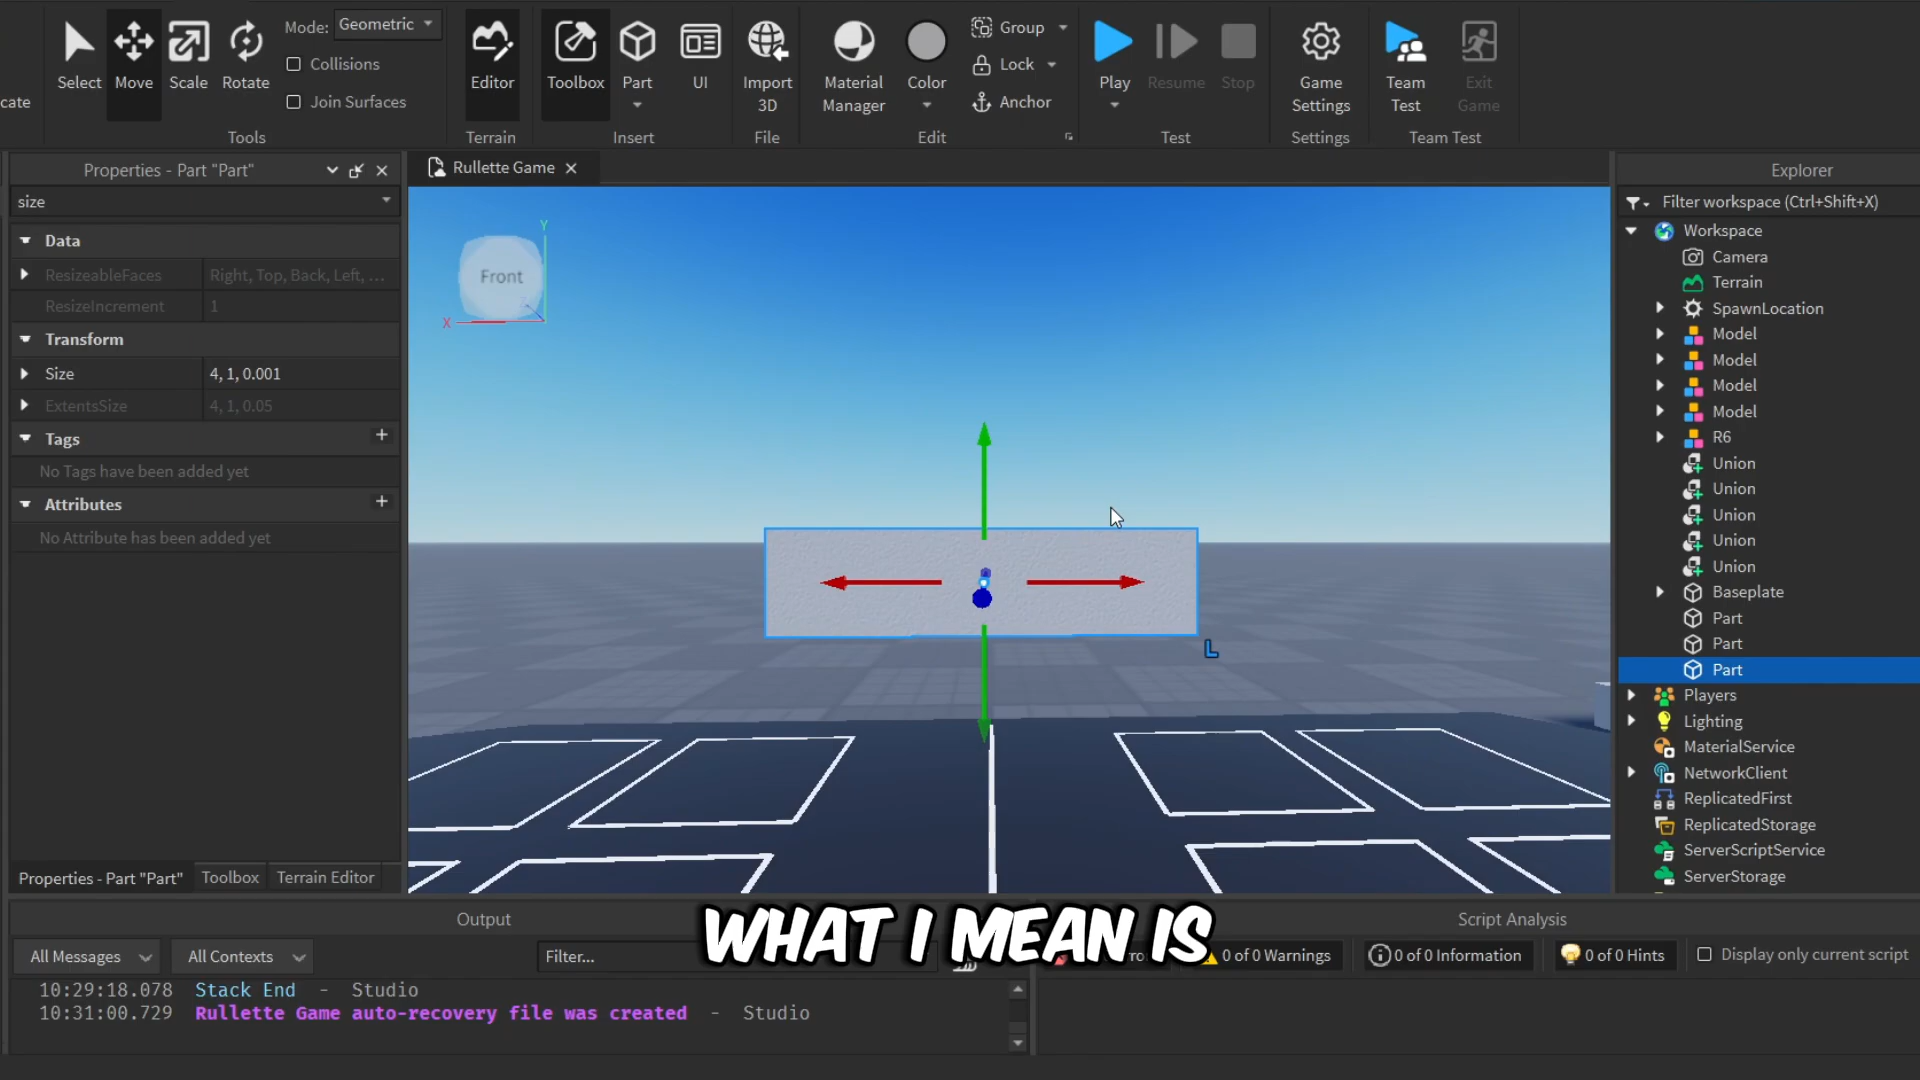 cate
Select
Move
Scale
Rotate
Mode:
Geometric
Collisions
Join Surfaces
Tools
Editor
Terrain
Toolbox
Part
UI
Insert
Import
3D
File
Material
Manager
Color
Group
Lock
Anchor
Edit
Play
Resume
Stop
Test
Game
Settings
Settings
Team
Test
Exit
Game
Team Test
Properties - Part "Part"
size
Data
ResizeableFaces Right, Top, Back, Left, ...
ResizeIncrement 1
Transform
Size 4, 1, 0.001
ExtentsSize 4, 1, 0.05
Tags
No Tags have been added yet
Attributes
No Attribute has been added yet
Properties - Part "Part"
Toolbox
Terrain Editor
Rullette Game
Y
Front
X
Z
L
Explorer
Filter workspace (Ctrl+Shift+X)
Workspace
Camera
Terrain
SpawnLocation
Model
Model
Model
Model
R6
Union
Union
Union
Union
Union
Baseplate
Part
Part
Part
Players
Lighting
MaterialService
NetworkClient
ReplicatedFirst
ReplicatedStorage
ServerScriptService
ServerStorage
Output
All Messages
All Contexts
Filter...
10:29:18.078 Stack End - Studio
10:31:00.729 Rullette Game auto-recovery file was created - Studio
WHAT I MEAN IS
Script Analysis
0 of 0 Warnings
0 of 0 Information
0 of 0 Hints
Display only current script